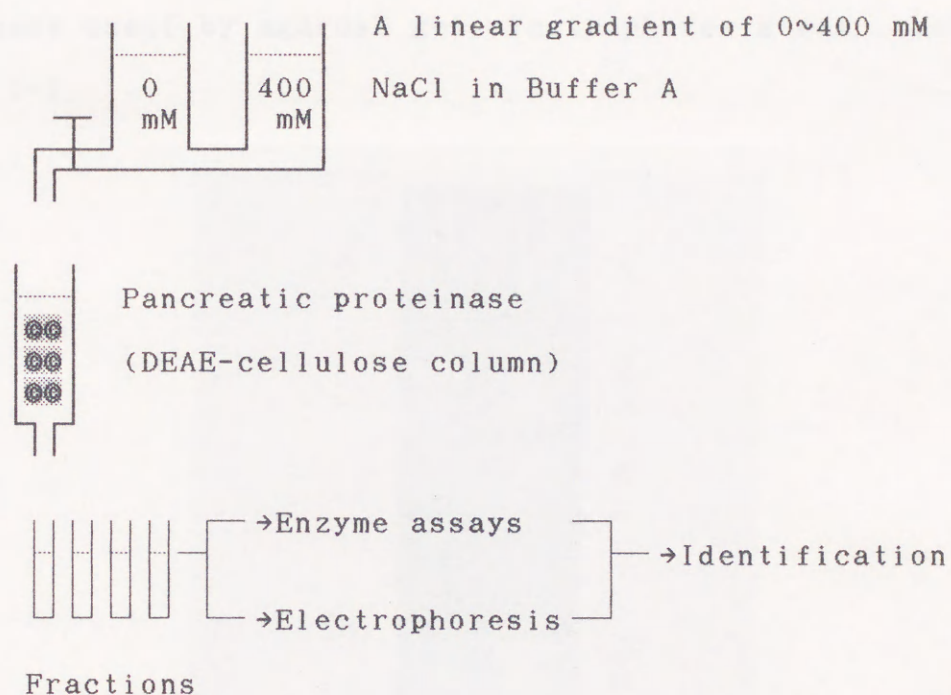 A linear gradient of 0~400 mM
0 mM 400 mM NaCl in Buffer A
Pancreatic proteinase
(DEAE-cellulose column)
→Enzyme assays
→Identification
→Electrophoresis
Fractions